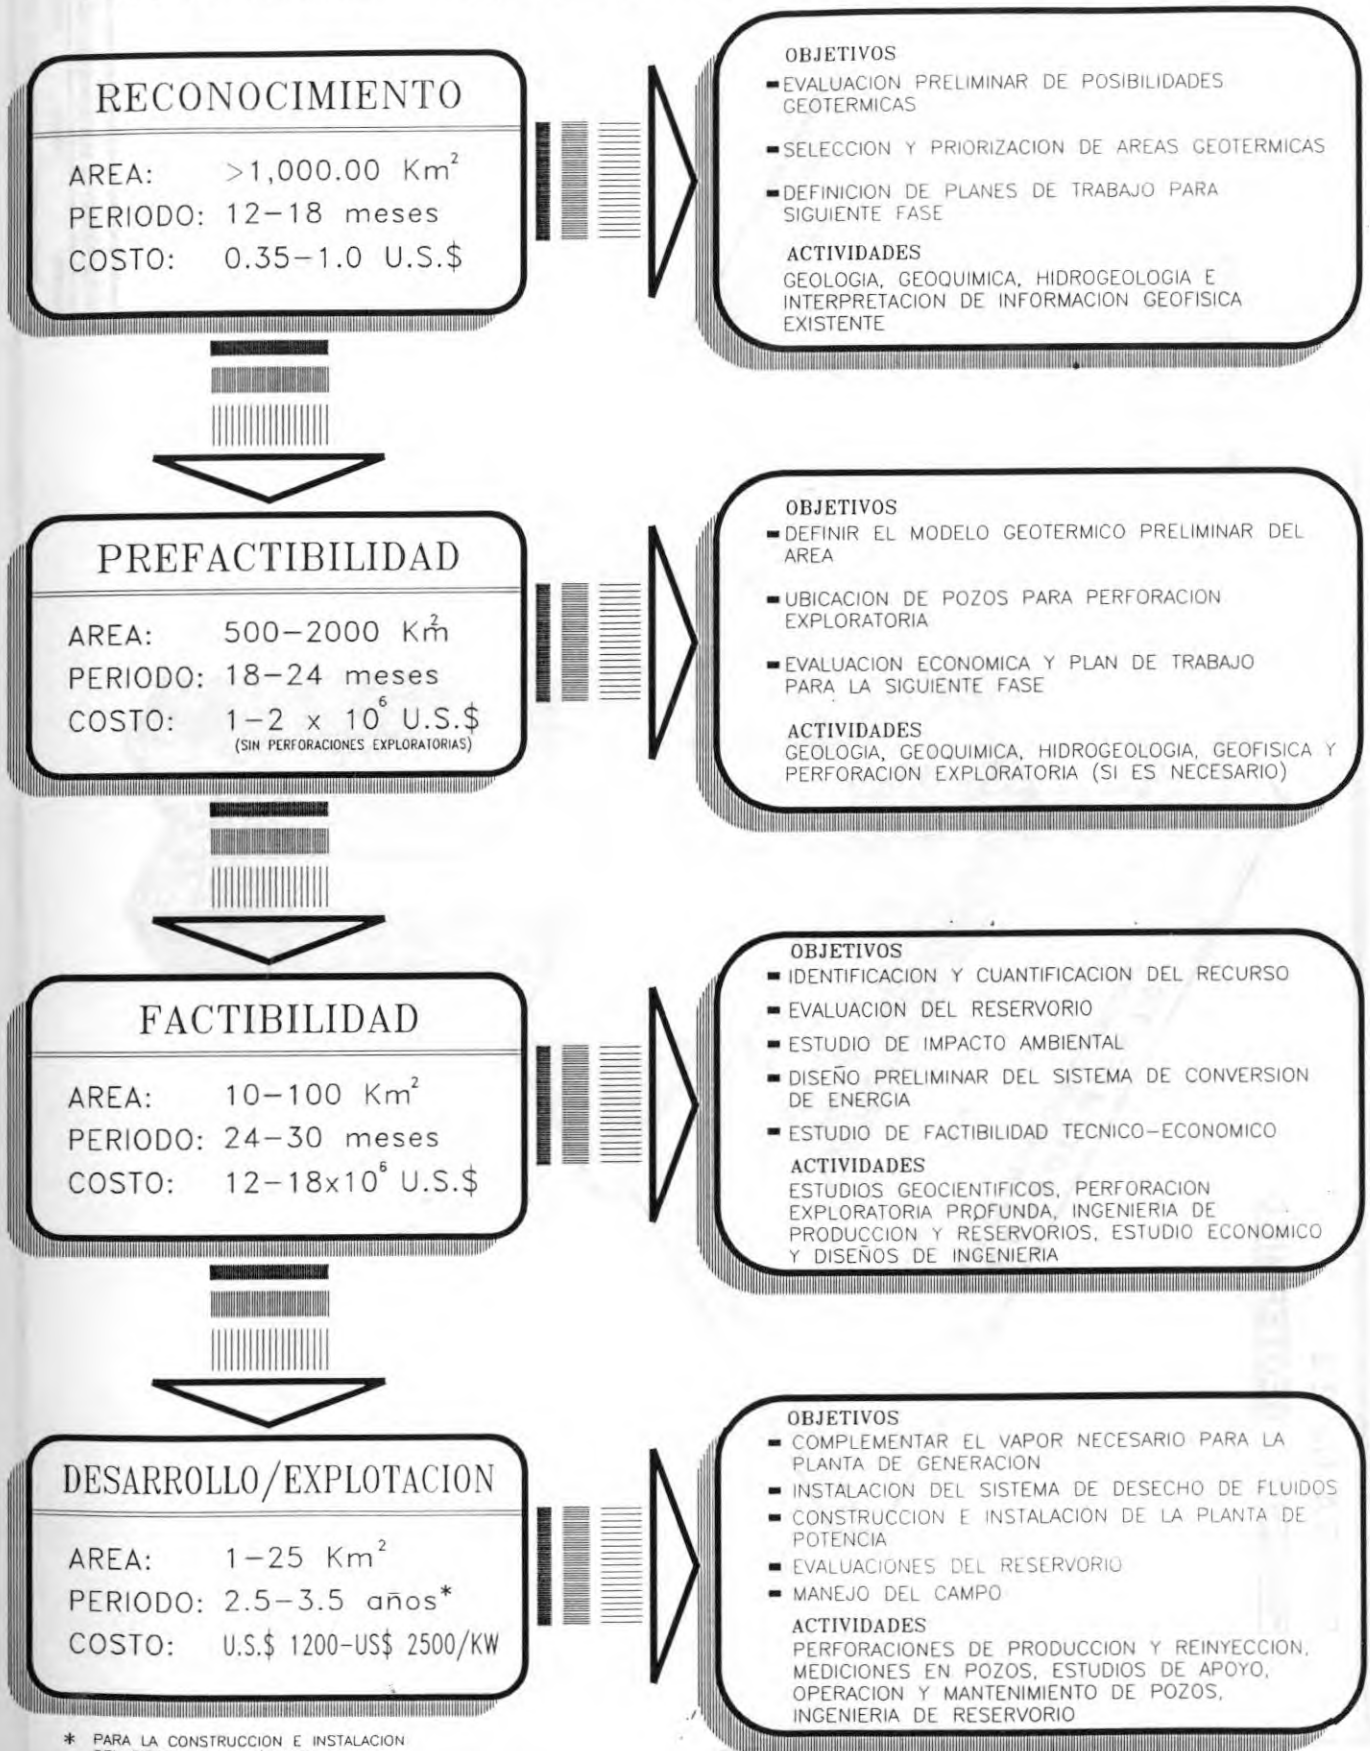 RECONOCIMIENTO
AREA: >1,000.00 Km²
PERIODO: 12-18 meses
COSTO: 0.35-1.0 U.S.$
OBJETIVOS
EVALUACION PRELIMINAR DE POSIBILIDADES
GEOTERMICAS
SELECCION Y PRIORIZACION DE AREAS GEOTERMICAS
DEFINICION DE PLANES DE TRABAJO PARA
SIGUIENTE FASE
ACTIVIDADES
GEOLOGIA, GEOQUIMICA, HIDROGEOLOGIA E
INTERPRETACION DE INFORMACION GEOFISICA
EXISTENTE
PREFACTIBILIDAD
AREA: 500-2000 Km²
PERIODO: 18-24 meses
COSTO: 1-2 x 10⁶ U.S.$
(SIN PERFORACIONES EXPLORATORIAS)
OBJETIVOS
DEFINIR EL MODELO GEOTERMICO PRELIMINAR DEL
AREA
UBICACION DE POZOS PARA PERFORACION
EXPLORATORIA
EVALUACION ECONOMICA Y PLAN DE TRABAJO
PARA LA SIGUIENTE FASE
ACTIVIDADES
GEOLOGIA, GEOQUIMICA, HIDROGEOLOGIA, GEOFISICA Y
PERFORACION EXPLORATORIA (SI ES NECESARIO)
FACTIBILIDAD
AREA: 10-100 Km²
PERIODO: 24-30 meses
COSTO: 12-18x10⁶ U.S.$
OBJETIVOS
IDENTIFICACION Y CUANTIFICACION DEL RECURSO
EVALUACION DEL RESERVORIO
ESTUDIO DE IMPACTO AMBIENTAL
DISEÑO PRELIMINAR DEL SISTEMA DE CONVERSION
DE ENERGIA
ESTUDIO DE FACTIBILIDAD TECNICO-ECONOMICO
ACTIVIDADES
ESTUDIOS GEOCIENTIFICOS, PERFORACION
EXPLORATORIA PROFUNDA, INGENIERIA DE
PRODUCCION Y RESERVORIOS, ESTUDIO ECONOMICO
Y DISEÑOS DE INGENIERIA
DESARROLLO/EXPLOTACION
AREA: 1-25 Km²
PERIODO: 2.5-3.5 años*
COSTO: U.S.$ 1200-US$ 2500/KW
OBJETIVOS
COMPLEMENTAR EL VAPOR NECESARIO PARA LA
PLANTA DE GENERACION
INSTALACION DEL SISTEMA DE DESECHO DE FLUIDOS
CONSTRUCCION E INSTALACION DE LA PLANTA DE
POTENCIA
EVALUACIONES DEL RESERVORIO
MANEJO DEL CAMPO
ACTIVIDADES
PERFORACIONES DE PRODUCCION Y REINYECCION,
MEDICIONES EN POZOS, ESTUDIOS DE APOYO,
OPERACION Y MANTENIMIENTO DE POZOS,
INGENIERIA DE RESERVORIO
* PARA LA CONSTRUCCION E INSTALACION